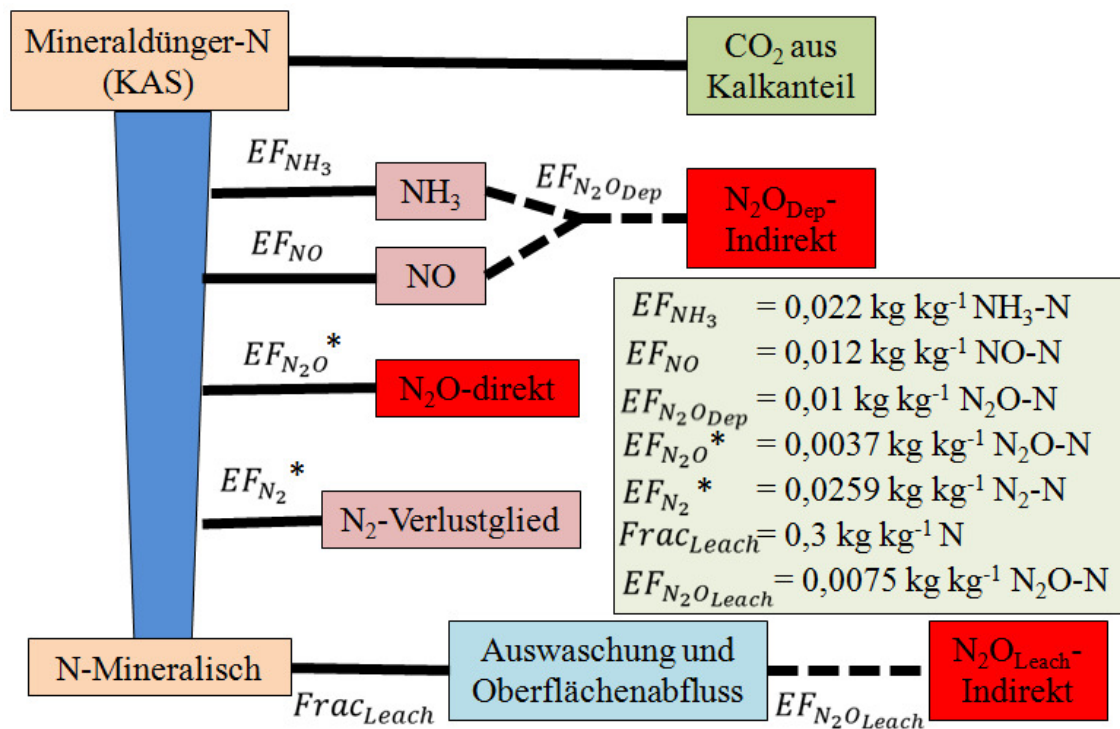 Mineraldünger-N
(KAS)
CO₂ aus
Kalkanteil
EF_NH₃
NH₃
EF_N₂O_Dep
N₂O_Dep-
Indirekt
EF_NO
NO
EF_N₂O*
N₂O-direkt
EF_N₂*
N₂-Verlustglied
EF_NH₃ = 0,022 kg kg⁻¹ NH₃-N
EF_NO = 0,012 kg kg⁻¹ NO-N
EF_N₂O_Dep = 0,01 kg kg⁻¹ N₂O-N
EF_N₂O* = 0,0037 kg kg⁻¹ N₂O-N
EF_N₂* = 0,0259 kg kg⁻¹ N₂-N
Frac_Leach = 0,3 kg kg⁻¹ N
EF_N₂O_Leach = 0,0075 kg kg⁻¹ N₂O-N
N-Mineralisch
Frac_Leach
Auswaschung und
Oberflächenabfluss
EF_N₂O_Leach
N₂O_Leach-
Indirekt